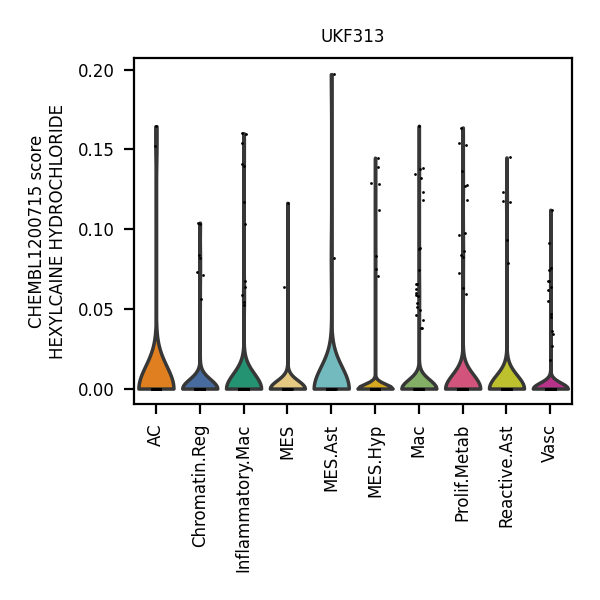 UKF313
CHEMBL1200715 score
HEXYLCAINE HYDROCHLORIDE
0.20
0.15
0.10
0.05
0.00
AC
Chromatin.Reg
Inflammatory.Mac
MES
MES.Ast
MES.Hyp
Mac
Prolif.Metab
Reactive.Ast
Vasc